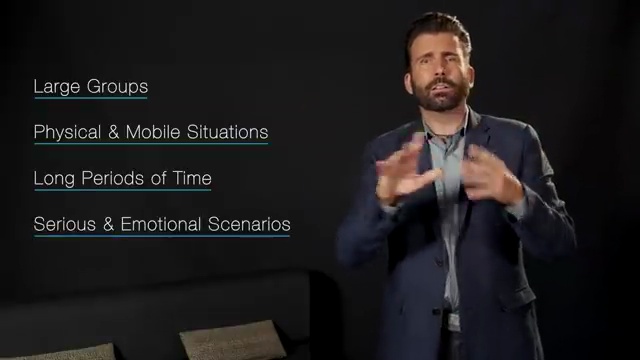 Large Groups
Physical & Mobile Situations
Long Periods of Time
Serious & Emotional Scenarios